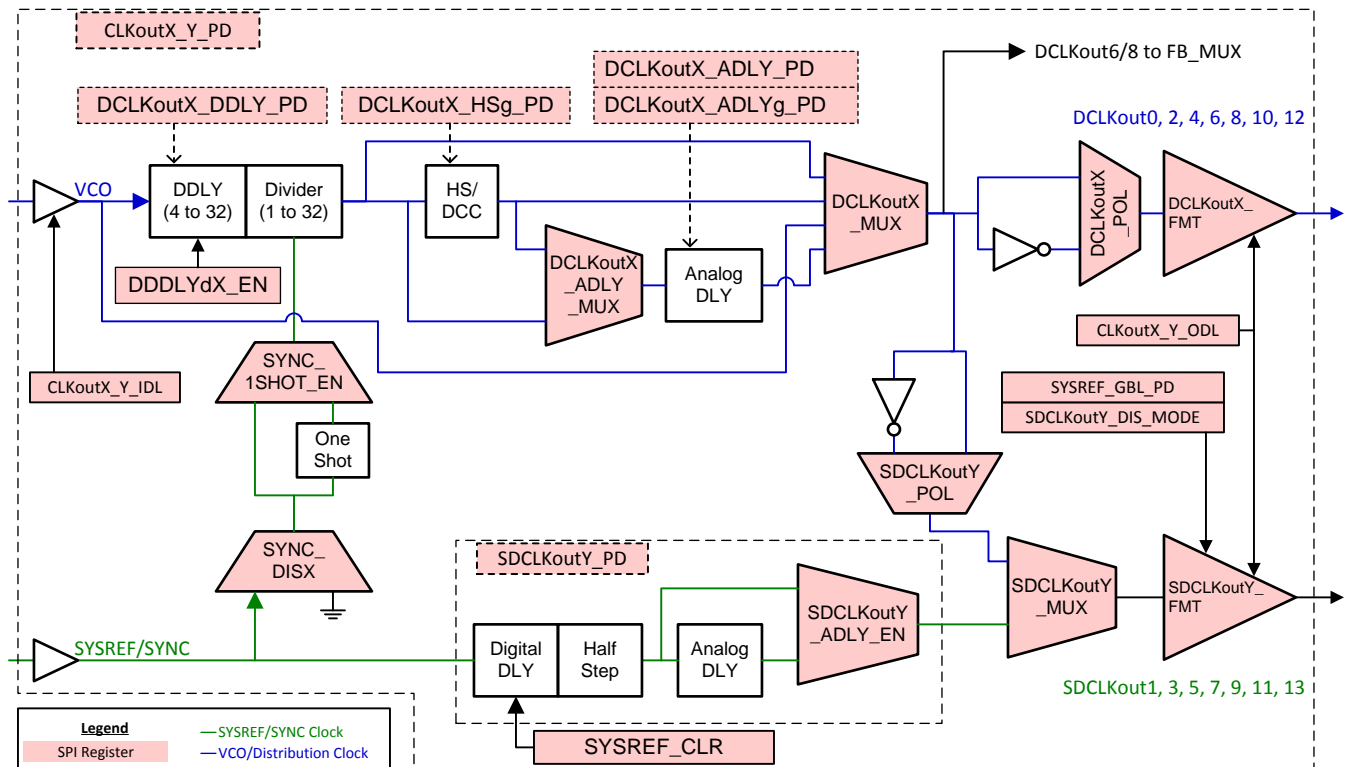 CLKoutX_Y_PD
DCLKoutX_ADLY_PD
DCLKoutX_ADLYg_PD
DCLKout6/8 to FB_MUX
DCLKoutX_DDLY_PD
DCLKoutX_HSg_PD
DCLKout0, 2, 4, 6, 8, 10, 12
VCO
DDLY
(4 to 32)
Divider
(1 to 32)
HS/
DCC
DCLKoutX
_ADLY
_MUX
Analog
DLY
DCLKoutX
_MUX
DCLKoutX
_POL
DCLKoutX_
FMT
DDDLYdX_EN
CLKoutX_Y_IDL
SYNC_
1SHOT_EN
One
Shot
SYNC_
DISX
CLKoutX_Y_ODL
SYSREF_GBL_PD
SDCLKoutY_DIS_MODE
SDCLKoutY
_POL
SDCLKoutY_PD
SYSREF/SYNC
Digital
DLY
Half
Step
Analog
DLY
SDCLKoutY
_ADLY_EN
SDCLKoutY
_MUX
SDCLKoutY_
FMT
SYSREF_CLR
SDCLKout1, 3, 5, 7, 9, 11, 13
Legend
SPI Register
SYSREF/SYNC Clock
VCO/Distribution Clock